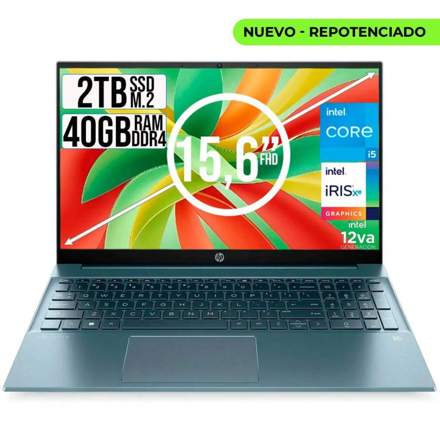 NUEVO - REPOTENCIADO
2TB SSD M.2
40GB RAM DDR4
15,6” FHD
intel
CORE
i5
intel
iRIS Xe
GRAPHICS
intel
12va
GENERACIÓN
hp